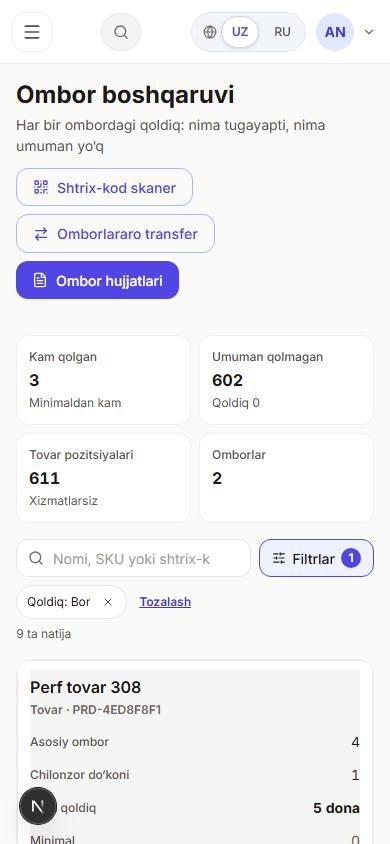 UZ RU AN
Ombor boshqaruvi
Har bir ombordagi qoldiq: nima tugayapti, nima
umuman yo‘q
Shtrix-kod skaner
Omborlararo transfer
Ombor hujjatlari
Kam qolgan
3
Minimaldan kam
Umuman qolmagan
602
Qoldiq 0
Tovar pozitsiyalari
611
Xizmatlarsiz
Omborlar
2
Nomi, SKU yoki shtrix-k
Filtrlar 1
Qoldiq: Bor × Tozalash
9 ta natija
Perf tovar 308
Tovar · PRD-4ED8F8F1
Asosiy ombor 4
Chilonzor do‘koni 1
N qoldiq 5 dona
Minimal 0